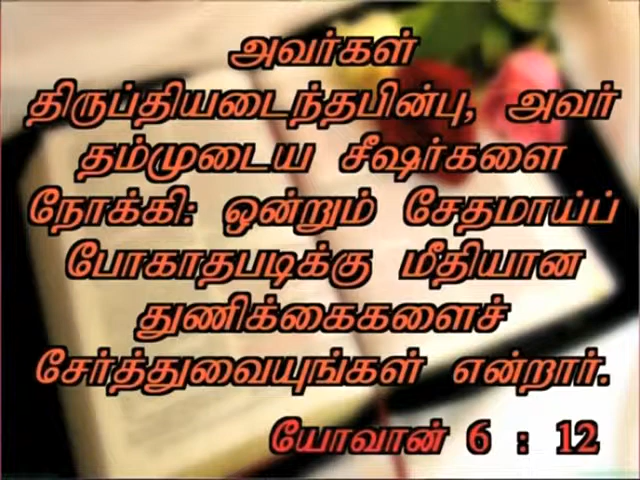 அவர்கள்
திருப்தியடைந்தபின்பு, அவர்
தம்முடைய சீஷர்களை
நோக்கி: ஒன்றும் சேதமாய்ப்
போகாதபடிக்கு மீதியான
துணிக்கைகளைச்
சேர்த்துவையுங்கள் என்றார்.
யோவான் 6 : 12